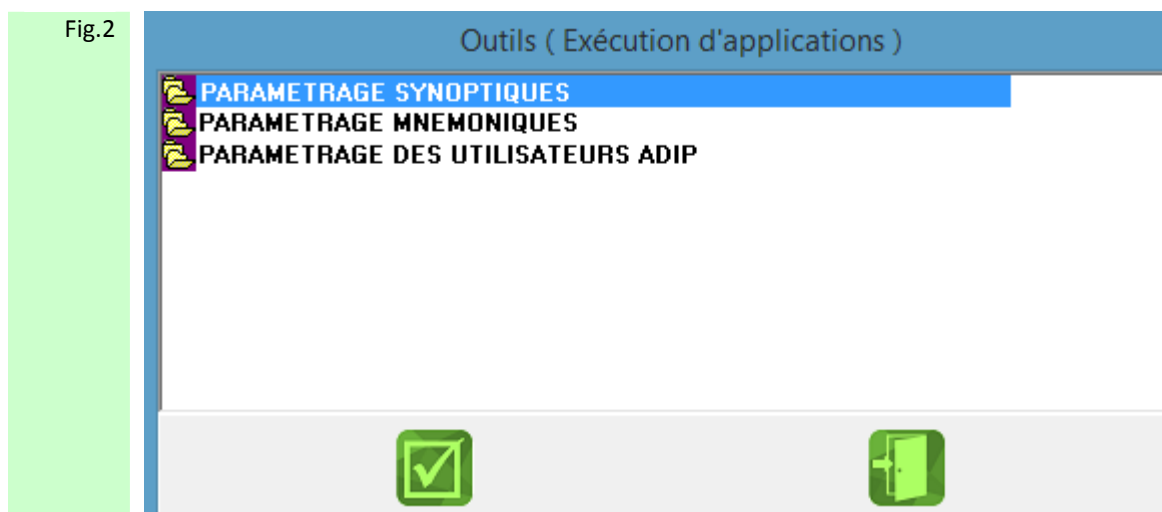 Fig.2
Outils ( Exécution d'applications )
PARAMETRAGE SYNOPTIQUES
PARAMETRAGE MNEMONIQUES
PARAMETRAGE DES UTILISATEURS ADIP